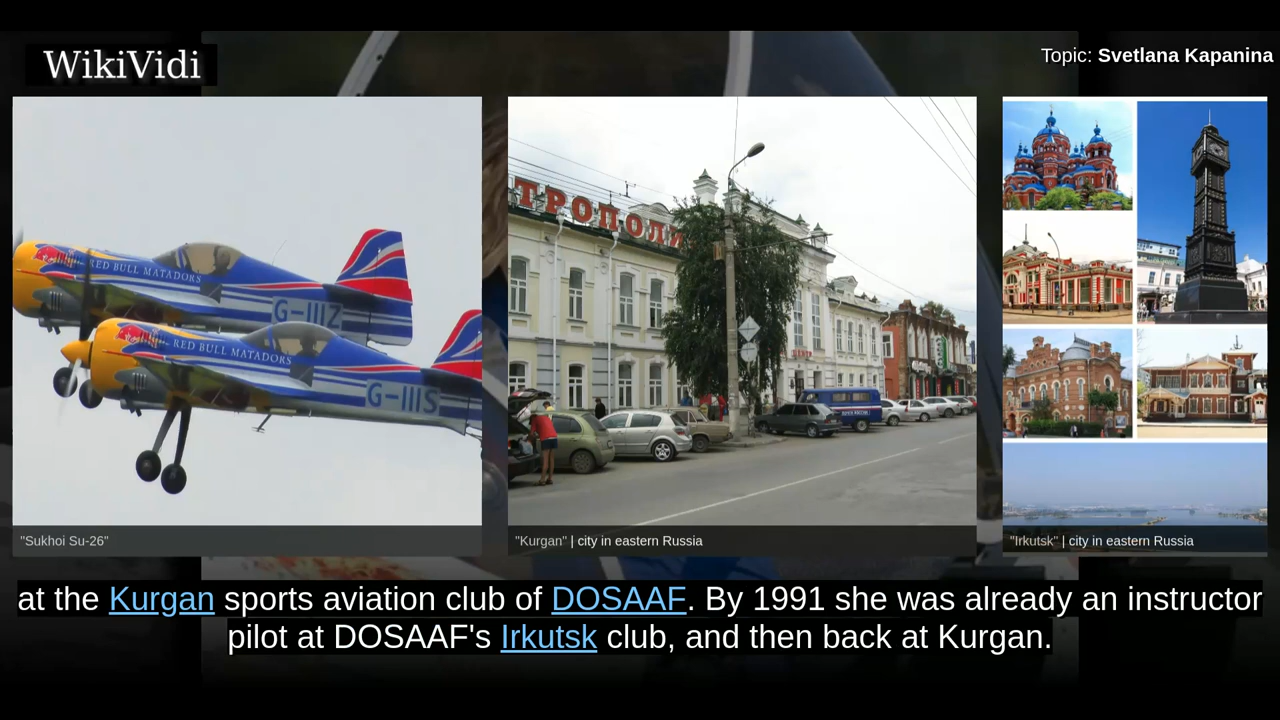 WikiVidi
Topic: Svetlana Kapanina
RED BULL MATADORS
G-IIIZ
RED BULL MATADORS
G-IIIS
"Sukhoi Su-26"
ТРОПОЛИ
"Kurgan" | city in eastern Russia
"Irkutsk" | city in eastern Russia
at the Kurgan sports aviation club of DOSAAF. By 1991 she was already an instructor
pilot at DOSAAF's Irkutsk club, and then back at Kurgan.